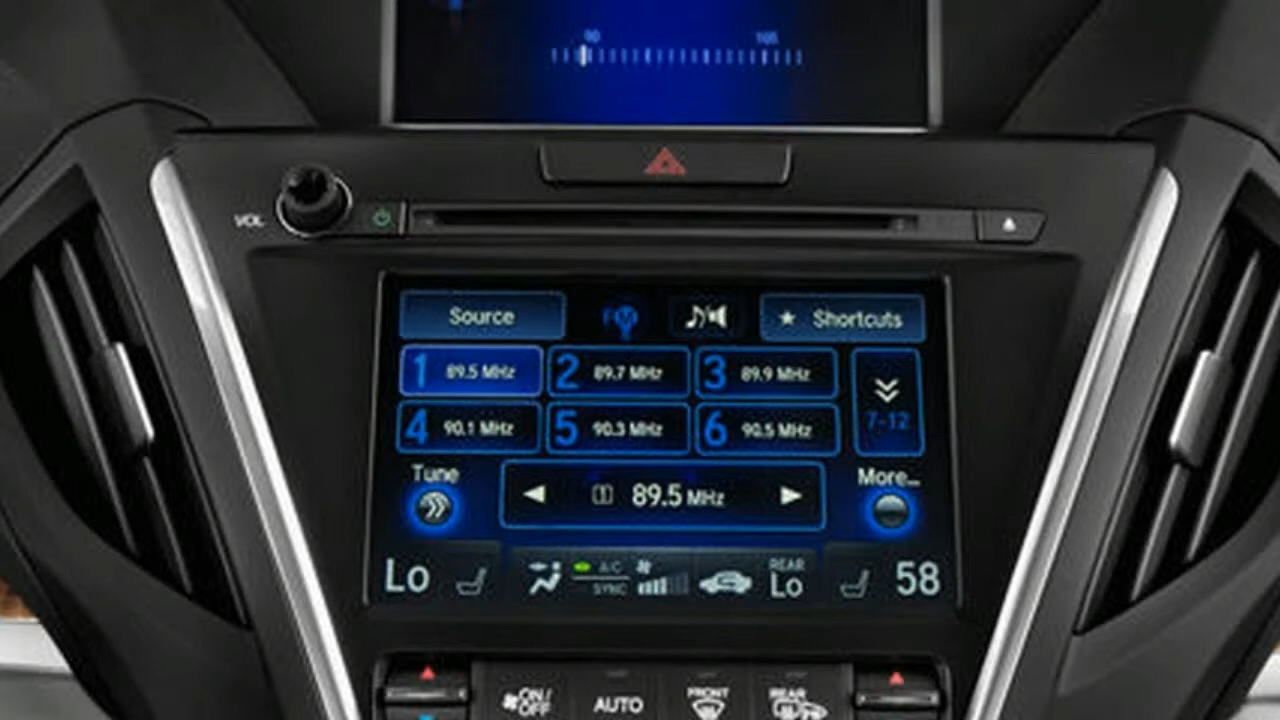 90 105
VOL
Source FM Shortcuts
1 89.5 MHz 2 89.7 MHz 3 89.9 MHz
4 90.1 MHz 5 90.3 MHz 6 90.5 MHz
7-12
Tune More...
89.5 MHz
Lo A/C SYNC REAR Lo 58
ON/OFF AUTO FRONT REAR